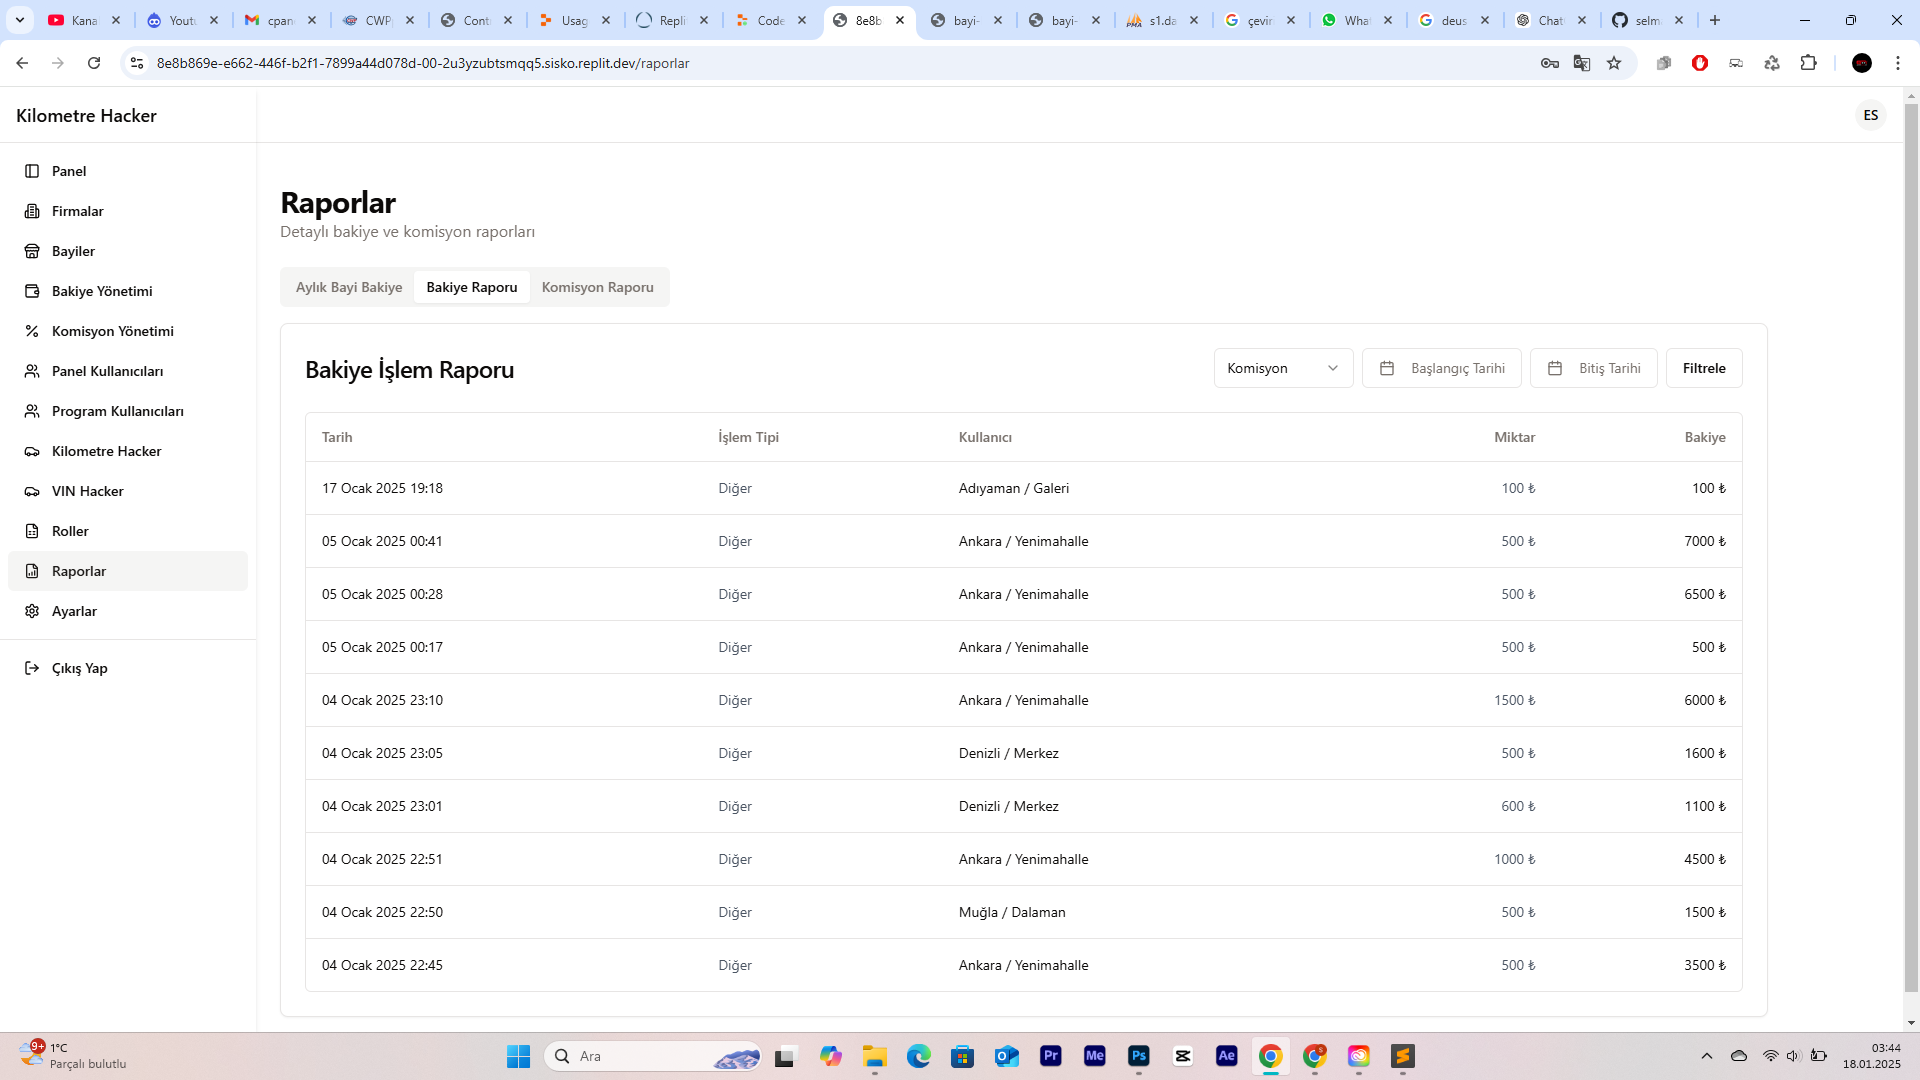 Kana
Yout
cpan
CWP
Cont
Usag
Repli
Code
8e8b
bayi-
bayi-
s1.da
çevir
What
deus
Chat
selm
8e8b869e-e662-446f-b2f1-7899a44d078d-00-2u3yzubtsmqq5.sisko.replit.dev/raporlar
Kilometre Hacker
ES
Panel
Firmalar
Bayiler
Bakiye Yönetimi
Komisyon Yönetimi
Panel Kullanıcıları
Program Kullanıcıları
Kilometre Hacker
VIN Hacker
Roller
Raporlar
Ayarlar
Çıkış Yap
Raporlar
Detaylı bakiye ve komisyon raporları
Aylık Bayi Bakiye Bakiye Raporu Komisyon Raporu
Bakiye İşlem Raporu
Komisyon
Başlangıç Tarihi
Bitiş Tarihi
Filtrele
Tarih İşlem Tipi Kullanıcı Miktar Bakiye
17 Ocak 2025 19:18 Diğer Adıyaman / Galeri 100 ₺ 100 ₺
05 Ocak 2025 00:41 Diğer Ankara / Yenimahalle 500 ₺ 7000 ₺
05 Ocak 2025 00:28 Diğer Ankara / Yenimahalle 500 ₺ 6500 ₺
05 Ocak 2025 00:17 Diğer Ankara / Yenimahalle 500 ₺ 500 ₺
04 Ocak 2025 23:10 Diğer Ankara / Yenimahalle 1500 ₺ 6000 ₺
04 Ocak 2025 23:05 Diğer Denizli / Merkez 500 ₺ 1600 ₺
04 Ocak 2025 23:01 Diğer Denizli / Merkez 600 ₺ 1100 ₺
04 Ocak 2025 22:51 Diğer Ankara / Yenimahalle 1000 ₺ 4500 ₺
04 Ocak 2025 22:50 Diğer Muğla / Dalaman 500 ₺ 1500 ₺
04 Ocak 2025 22:45 Diğer Ankara / Yenimahalle 500 ₺ 3500 ₺
9+
1°C
Parçalı bulutlu
Ara
Pr
Me
Ps
Ae
03:44
18.01.2025